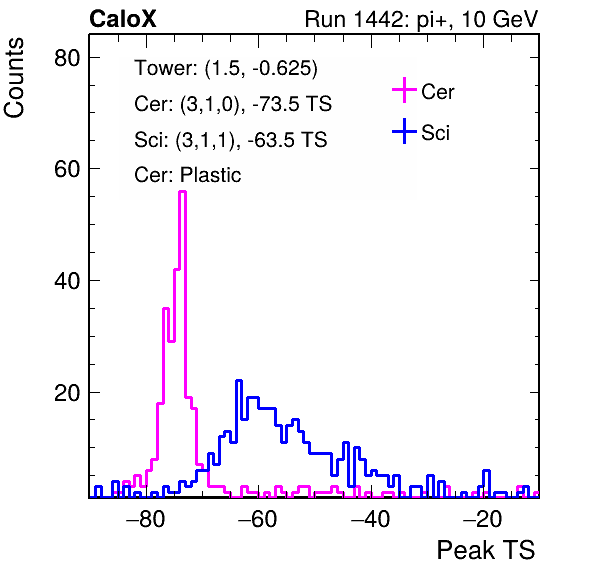 CaloX Run 1442: pi+, 10 GeV
Counts
Tower: (1.5, -0.625)
Cer: (3,1,0), -73.5 TS
Sci: (3,1,1), -63.5 TS
Cer: Plastic
Cer
Sci
80
60
40
20
−80 −60 −40 −20
Peak TS